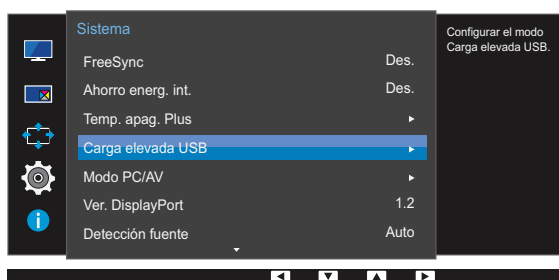 Sistema
FreeSync Des.
Ahorro energ. int. Des.
Temp. apag. Plus
Carga elevada USB
Modo PC/AV
Ver. DisplayPort 1.2
Detección fuente Auto
Configurar el modo
Carga elevada USB.